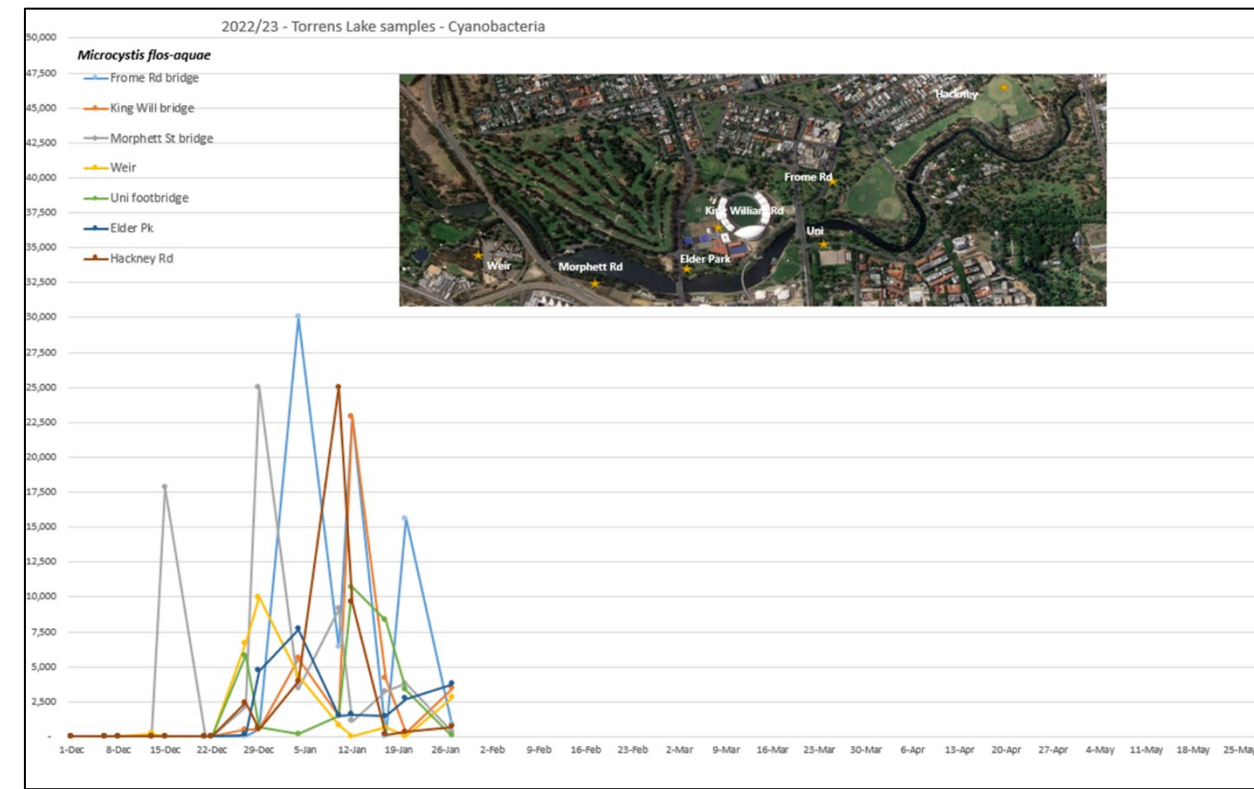 2022/23 - Torrens Lake samples - Cyanobacteria
50,000
Microcystis flos-aquae
47,500
Frome Rd bridge
45,000
King Will bridge
42,500
Morphett St bridge
40,000
Weir
37,500
Uni footbridge
35,000
Elder Pk
32,500
Hackney Rd
30,000
27,500
25,000
22,500
20,000
17,500
15,000
12,500
10,000
7,500
5,000
2,500
-
Hackney
Frome Rd
King William Rd
Uni
Elder Park
Morphett Rd
Weir
1-Dec 8-Dec 15-Dec 22-Dec 29-Dec 5-Jan 12-Jan 19-Jan 26-Jan 2-Feb 9-Feb 16-Feb 23-Feb 2-Mar 9-Mar 16-Mar 23-Mar 30-Mar 6-Apr 13-Apr 20-Apr 27-Apr 4-May 11-May 18-May 25-May